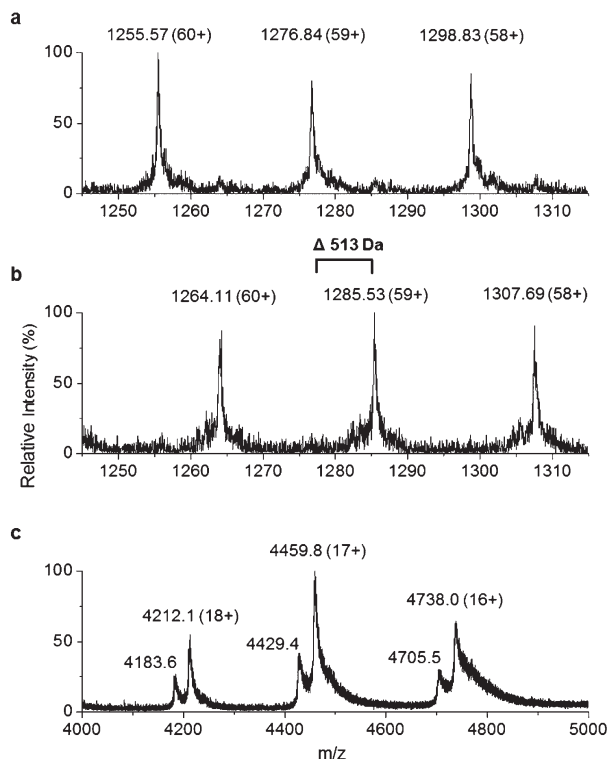 a
1255.57 (60+) 1276.84 (59+) 1298.83 (58+)
100
50
0
1250 1260 1270 1280 1290 1300 1310
Δ 513 Da
b
1264.11 (60+) 1285.53 (59+) 1307.69 (58+)
100
50
0
Relative Intensity (%)
1250 1260 1270 1280 1290 1300 1310
c
4459.8 (17+)
4212.1 (18+) 4738.0 (16+)
4183.6 4429.4 4705.5
100
50
0
4000 4200 4400 4600 4800 5000
m/z